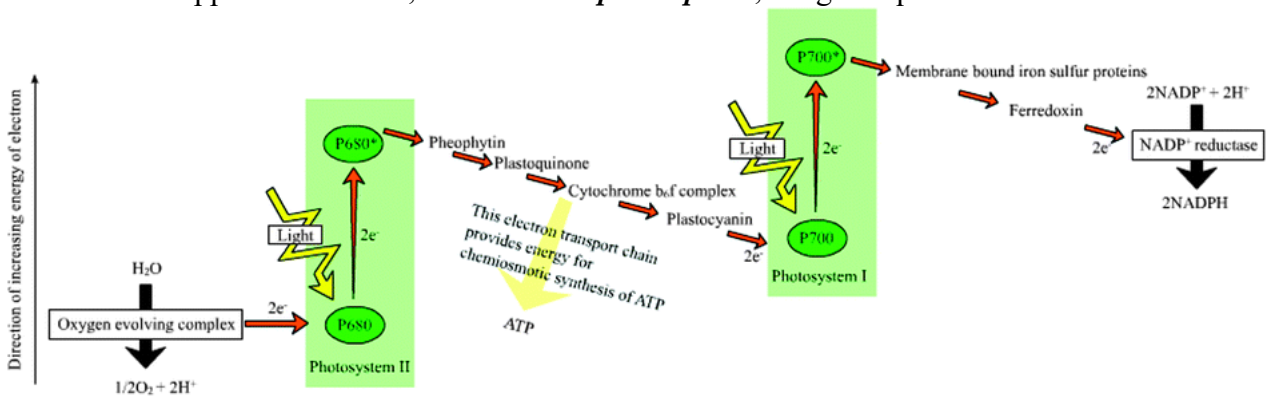 Direction of increasing energy of electron
H₂O
Oxygen evolving complex
1/2O₂ + 2H⁺
2e⁻
Light
P680*
2e⁻
P680
Photosystem II
Pheophytin
Plastoquinone
Cytochrome b₆f complex
Plastocyanin
2e⁻
This electron transport chain
provides energy for
chemiosmotic synthesis of ATP
ATP
Light
P700*
2e⁻
P700
Photosystem I
Membrane bound iron sulfur proteins
Ferredoxin
2e⁻
2NADP⁺ + 2H⁺
NADP⁺ reductase
2NADPH